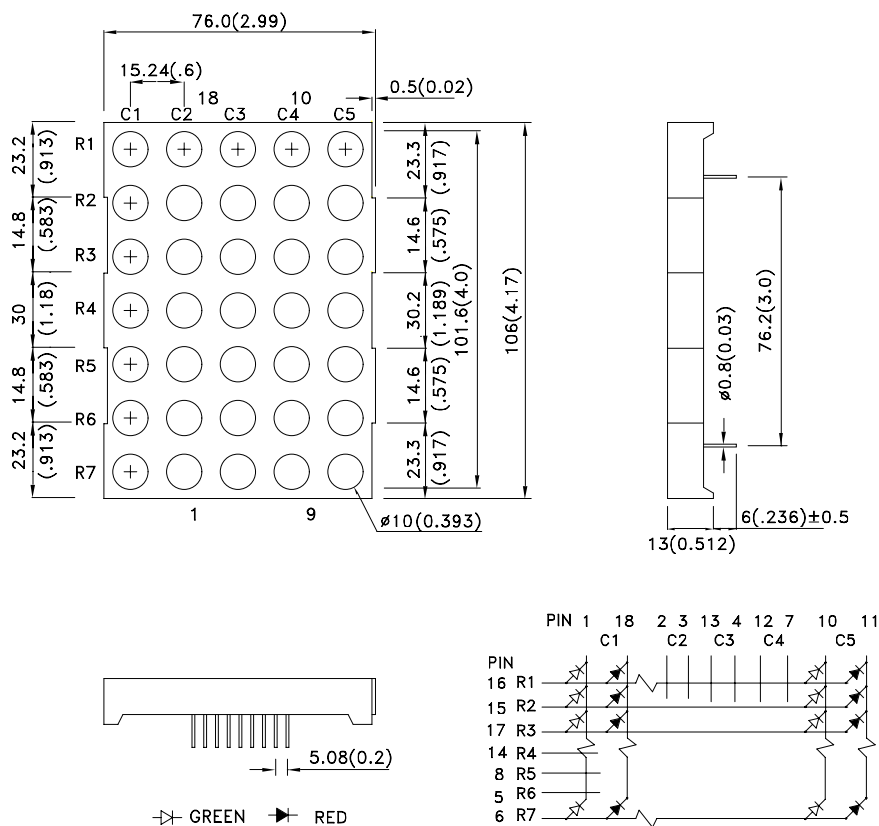 76.0(2.99)
15.24(.6)
0.5(0.02)
18 10
C1 C2 C3 C4 C5
R1
R2
R3
R4
R5
R6
R7
23.2
(.913)
14.8
(.583)
30
(1.18)
14.8
(.583)
23.2
(.913)
23.3
(.917)
14.6
(.575)
30.2
(1.189)
14.6
(.575)
23.3
(.917)
101.6(4.0)
106(4.17)
1 9
ø10(0.393)
ø0.8(0.03)
76.2(3.0)
6(.236)±0.5
13(0.512)
5.08(0.2)
GREEN RED
PIN 1 18 2 3 13 4 12 7 10 11
C1 C2 C3 C4 C5
PIN
16 R1
15 R2
17 R3
14 R4
8 R5
5 R6
6 R7